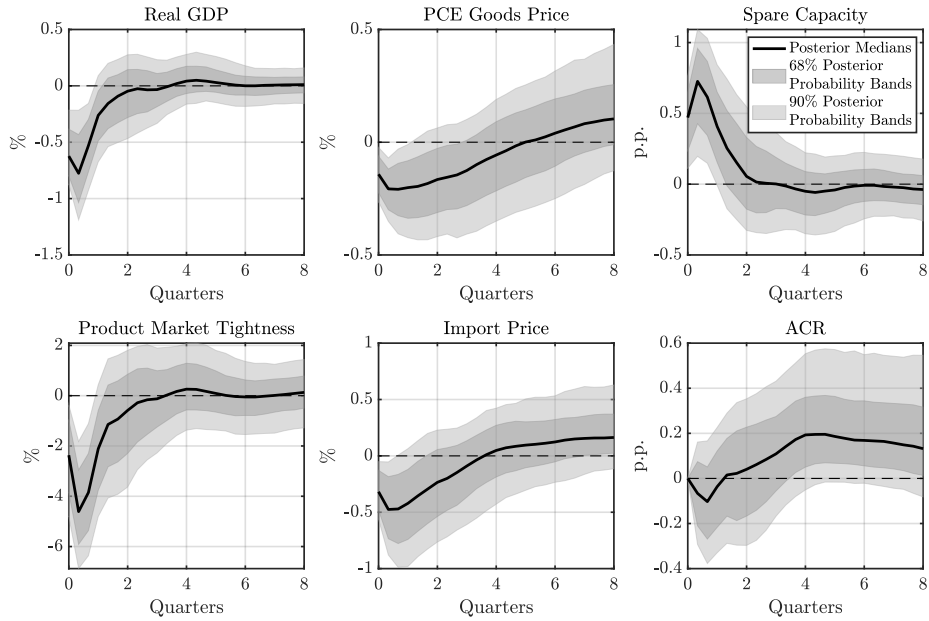 Real GDP
0.5
0
-0.5
-1
-1.5
%
0 2 4 6 8
Quarters
PCE Goods Price
0.5
0
-0.5
%
0 2 4 6 8
Quarters
Spare Capacity
1
0.5
0
-0.5
p.p.
Posterior Medians
68% Posterior
Probability Bands
90% Posterior
Probability Bands
0 2 4 6 8
Quarters
Product Market Tightness
2
0
-2
-4
-6
%
0 2 4 6 8
Quarters
Import Price
1
0.5
0
-0.5
-1
%
0 2 4 6 8
Quarters
ACR
0.6
0.4
0.2
0
-0.2
-0.4
p.p.
0 2 4 6 8
Quarters